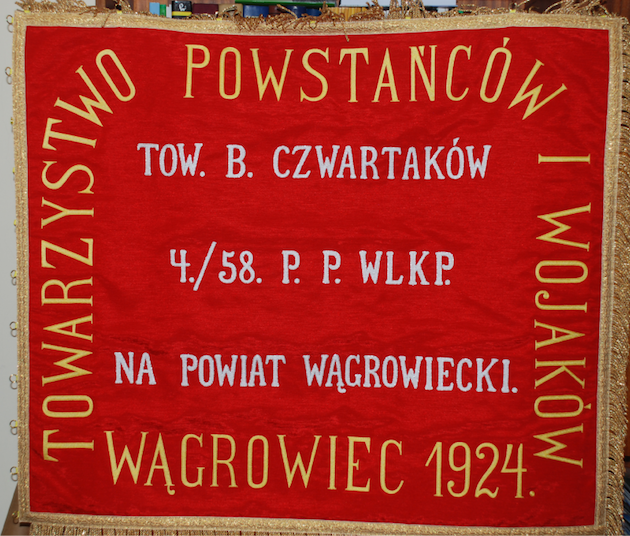 TOWARZYSTWO POWSTAŃCÓW I WOJAKÓW
TOW. B. CZWARTAKÓW
4./58. P. P. WLKP.
NA POWIAT WĄGROWIECKI.
WĄGROWIEC 1924.